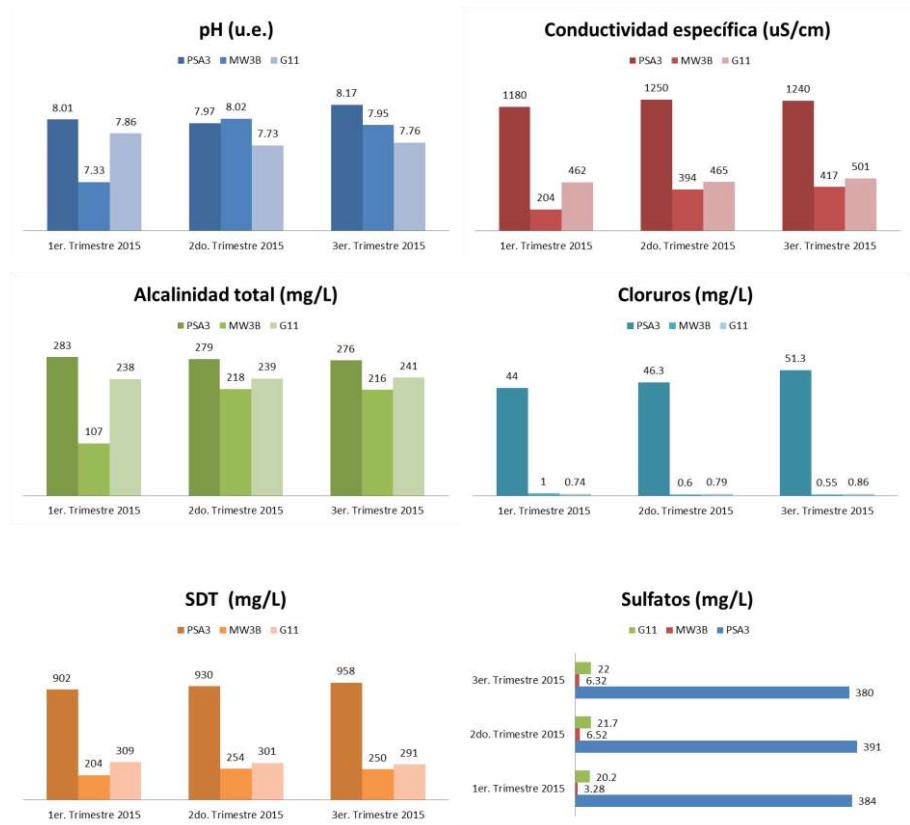 pH (u.e.)
PSA3 MW3B G11
8.01 7.33 7.86 7.97 8.02 7.73 8.17 7.95 7.76
1er. Trimestre 2015 2do. Trimestre 2015 3er. Trimestre 2015
Conductividad específica (uS/cm)
PSA3 MW3B G11
1180 204 462 1250 394 465 1240 417 501
1er. Trimestre 2015 2do. Trimestre 2015 3er. Trimestre 2015
Alcalinidad total (mg/L)
PSA3 MW3B G11
283 107 238 279 218 239 276 216 241
1er. Trimestre 2015 2do. Trimestre 2015 3er. Trimestre 2015
Cloruros (mg/L)
PSA3 MW3B G11
44 1 0.74 46.3 0.6 0.79 51.3 0.55 0.86
1er. Trimestre 2015 2do. Trimestre 2015 3er. Trimestre 2015
SDT (mg/L)
PSA3 MW3B G11
902 204 309 930 254 301 958 250 291
1er. Trimestre 2015 2do. Trimestre 2015 3er. Trimestre 2015
Sulfatos (mg/L)
G11 MW3B PSA3
22
3er. Trimestre 2015 6.32
380
21.7
2do. Trimestre 2015 6.52
391
20.2
1er. Trimestre 2015 3.28
384